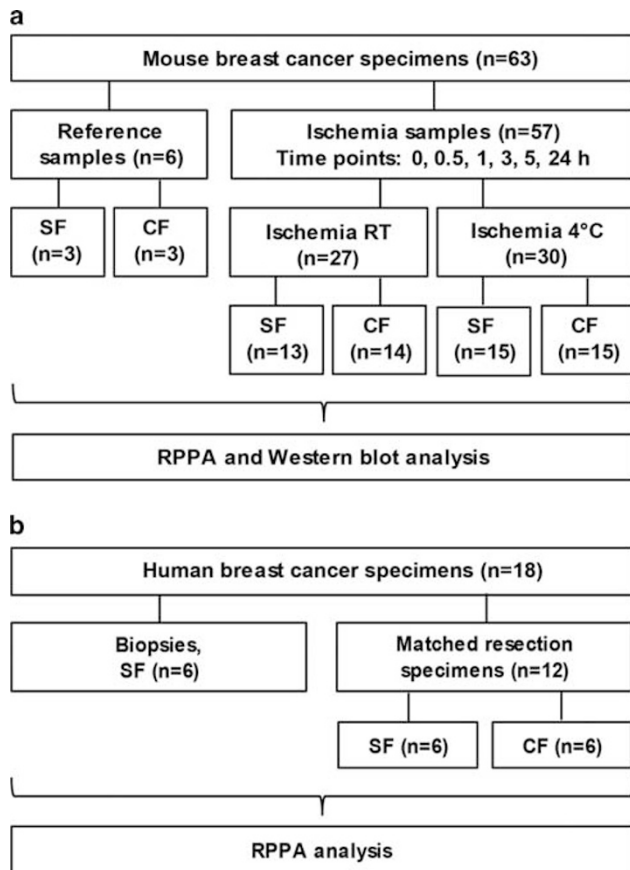 a
Mouse breast cancer specimens (n=63)
Reference
samples (n=6)
Ischemia samples (n=57)
Time points: 0, 0.5, 1, 3, 5, 24 h
SF
(n=3)
CF
(n=3)
Ischemia RT
(n=27)
Ischemia 4°C
(n=30)
SF
(n=13)
CF
(n=14)
SF
(n=15)
CF
(n=15)
RPPA and Western blot analysis
b
Human breast cancer specimens (n=18)
Biopsies,
SF (n=6)
Matched resection
specimens (n=12)
SF (n=6)
CF (n=6)
RPPA analysis